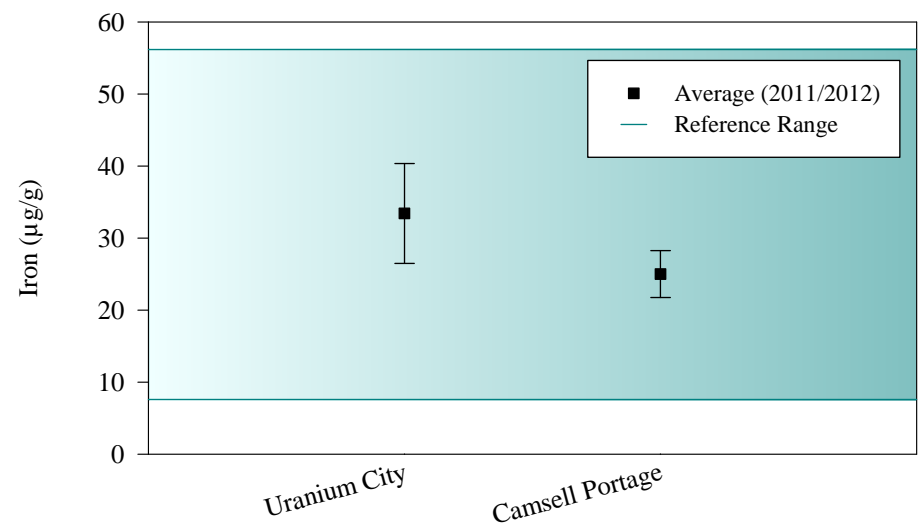 60
50
40
30
20
10
0
Iron (µg/g)
Average (2011/2012)
Reference Range
Uranium City
Camsell Portage